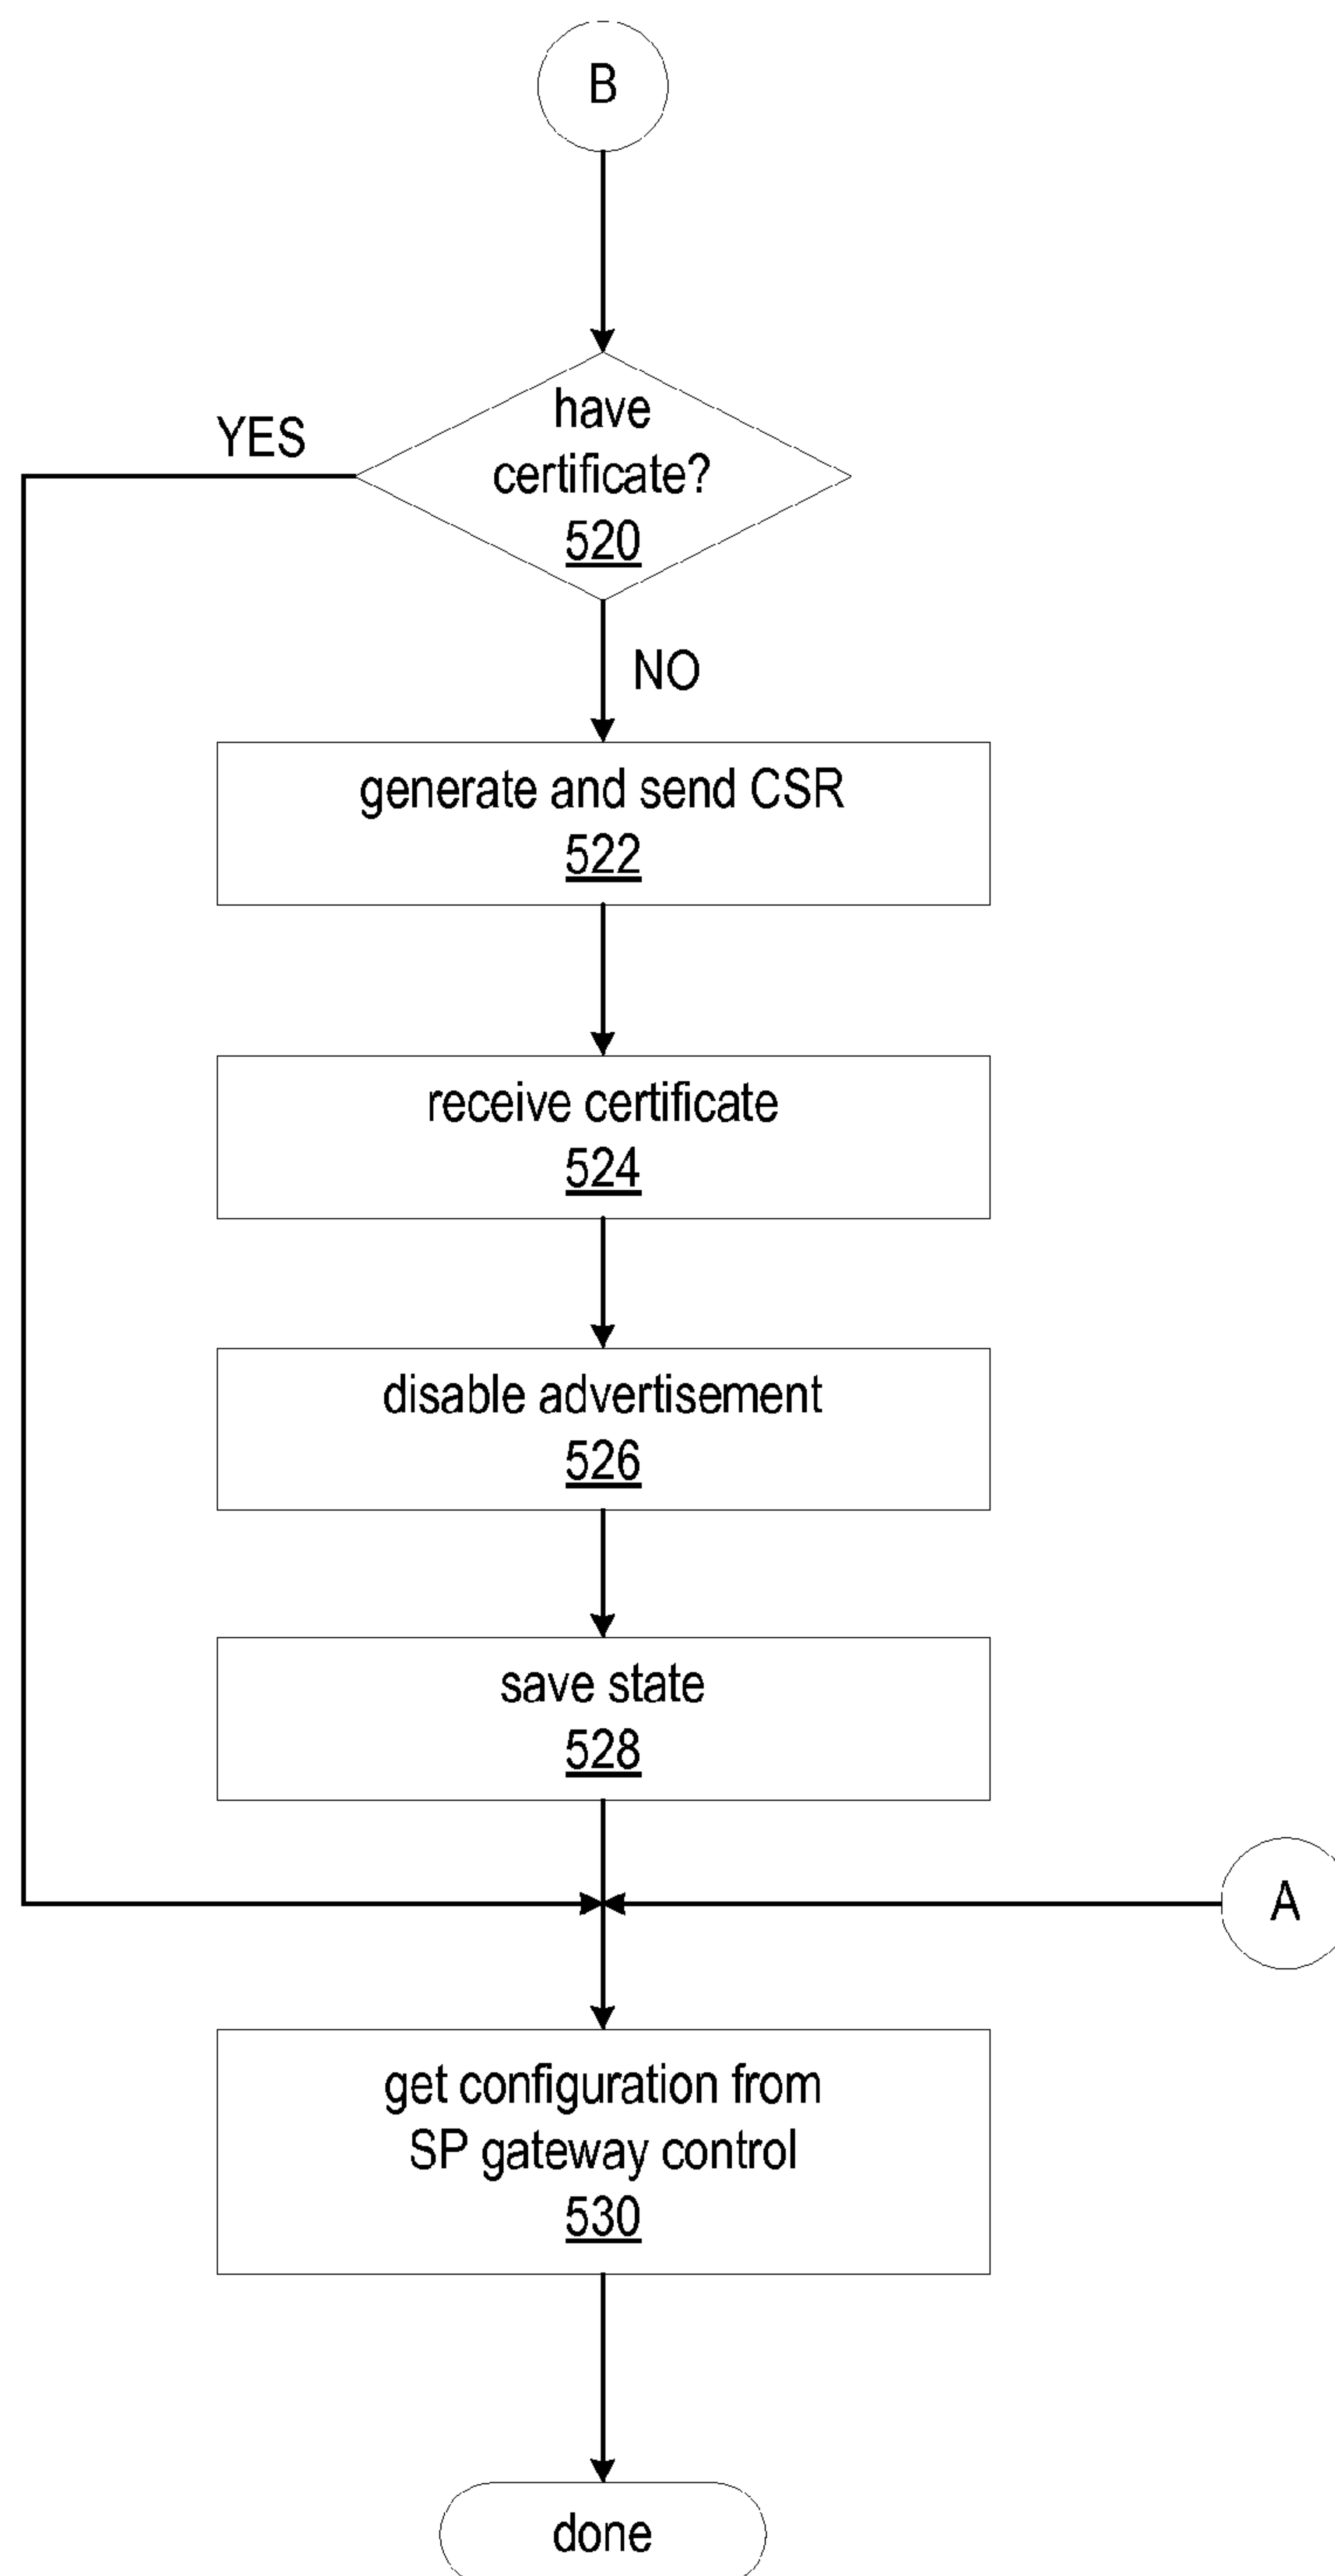 B
have
certificate?
520
YES
NO
generate and send CSR
522
receive certificate
524
disable advertisement
526
save state
528
A
get configuration from
SP gateway control
530
done